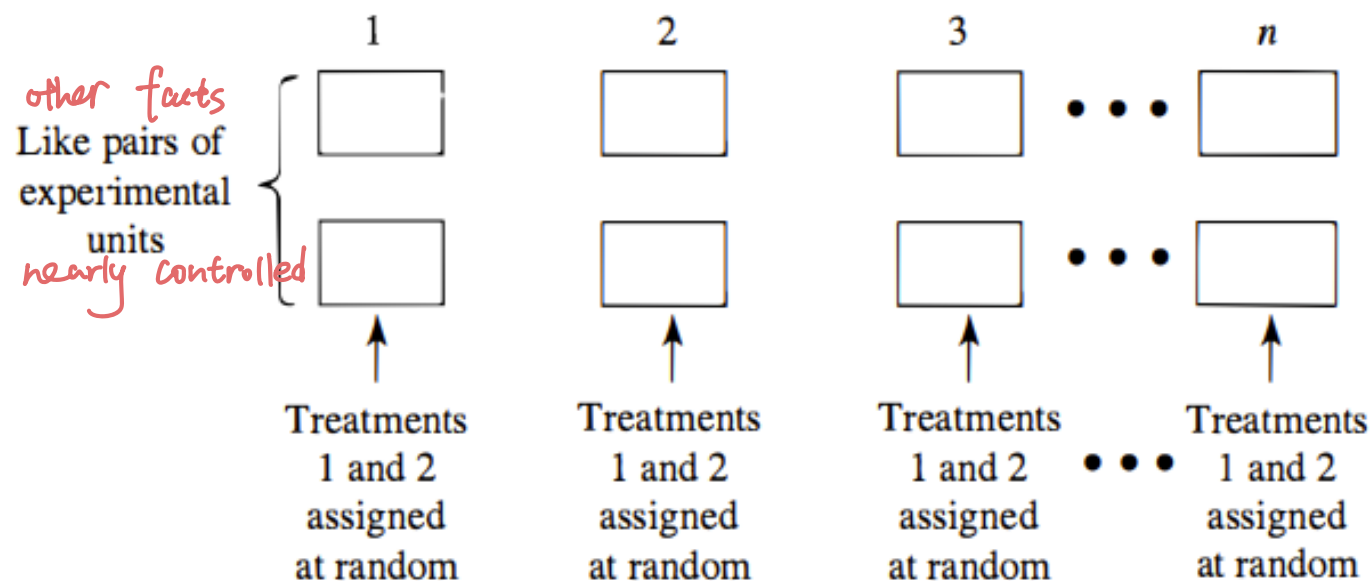 1 2 3 n
other facts
Like pairs of
experimental
units
nearly controlled
Treatments Treatments Treatments Treatments
1 and 2 1 and 2 1 and 2 • • • 1 and 2
assigned assigned assigned assigned
at random at random at random at random